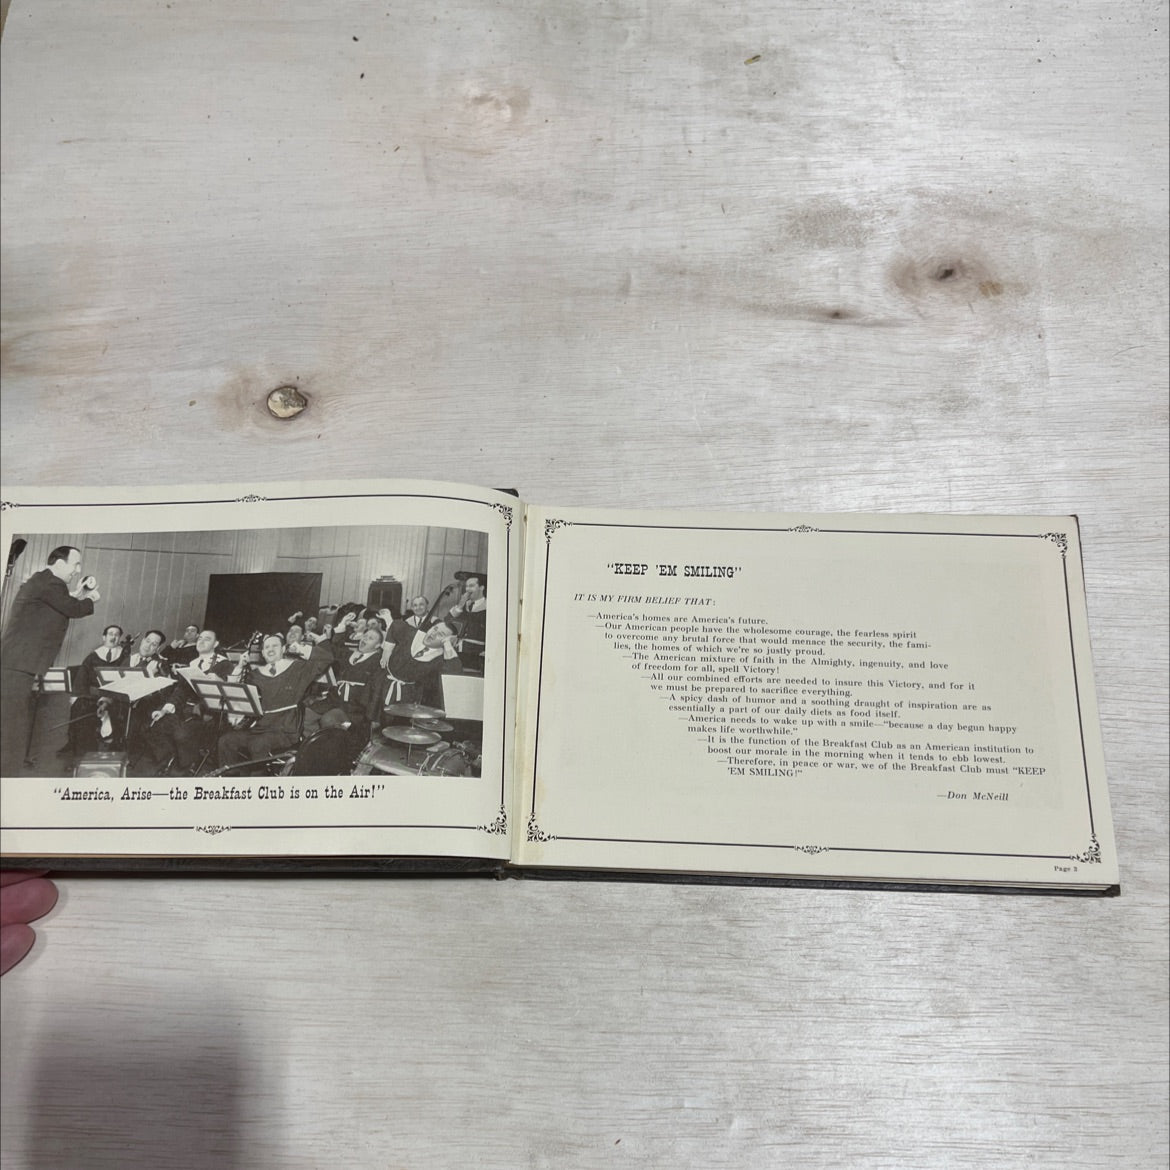 "America, Arise—the Breakfast Club is on the Air!"
"KEEP 'EM SMILING"
IT IS MY FIRM BELIEF THAT:
—America's homes are America's future.
—Our American people have the wholesome courage, the fearless spirit
to overcome any brutal force that would menace the security, the fami-
lies, the homes of which we're so justly proud.
—The American mixture of faith in the Almighty, ingenuity, and love
of freedom for all, spell Victory!
—All our combined efforts are needed to insure this Victory, and for it
we must be prepared to sacrifice everything.
—A spicy dash of humor and a soothing draught of inspiration are as
essentially a part of our daily diets as food itself.
—America needs to wake up with a smile—"because a day begun happy
makes life worthwhile."
—It is the function of the Breakfast Club as an American institution to
boost our morale in the morning when it tends to ebb lowest.
—Therefore, in peace or war, we of the Breakfast Club must "KEEP
'EM SMILING!"
—Don McNeill
Page 3